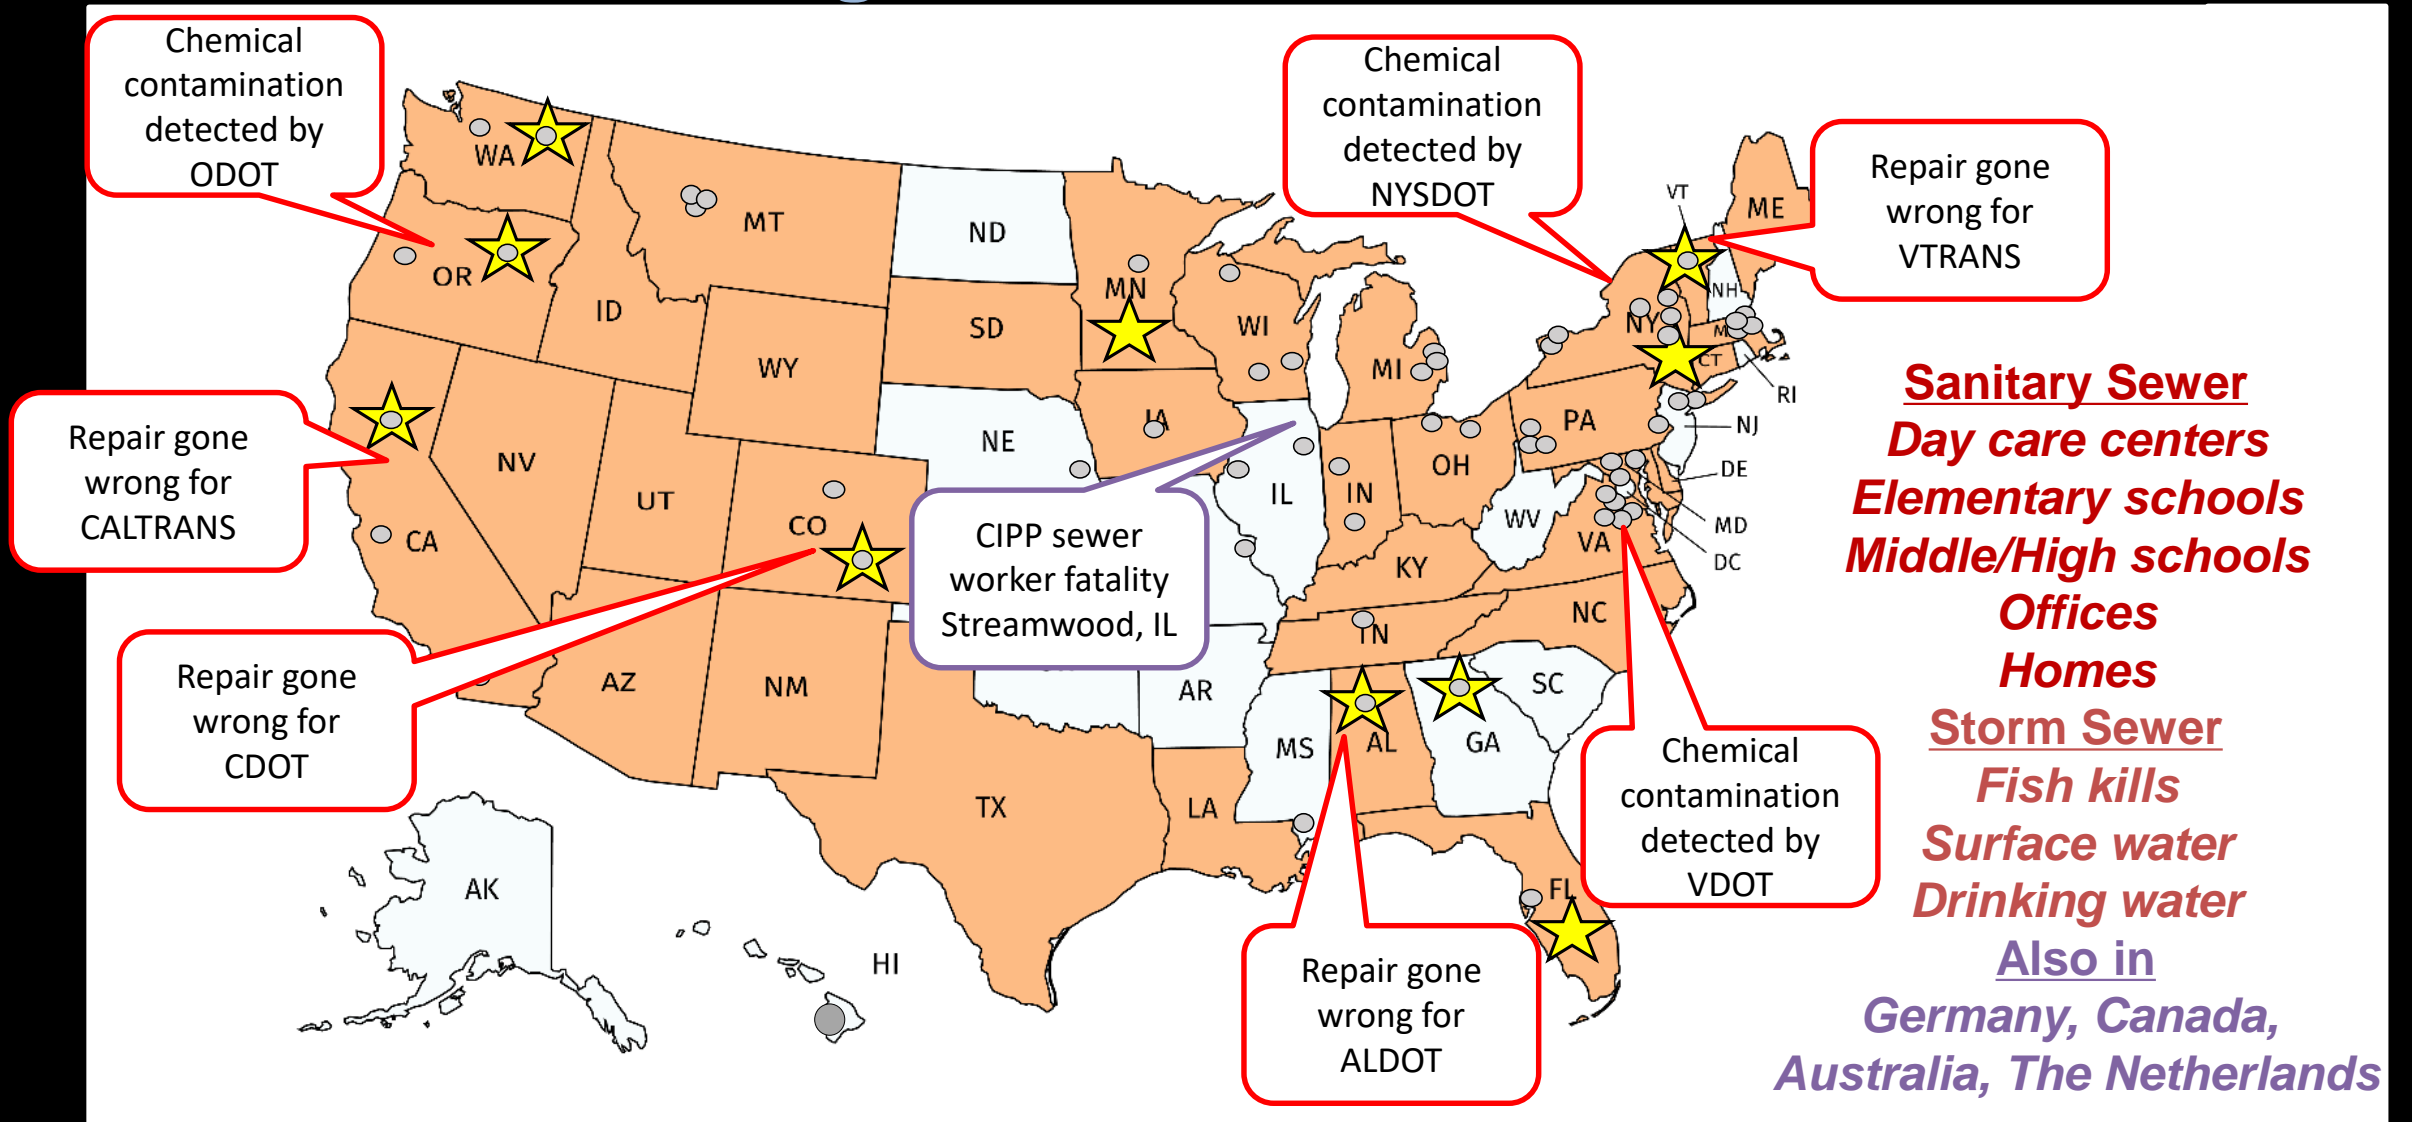 Chemical
contamination
detected by
ODOT
Chemical
contamination
detected by
NYSDOT
Repair gone
wrong for
VTRANS
Repair gone
wrong for
CALTRANS
Repair gone
wrong for
CDOT
CIPP sewer
worker fatality
Streamwood, IL
Chemical
contamination
detected by
VDOT
Repair gone
wrong for
ALDOT
WA
OR
CA
NV
ID
MT
WY
UT
CO
AZ
NM
ND
SD
NE
TX
MN
IA
WI
IL
MI
IN
OH
KY
TN
AR
LA
MS
AL
GA
SC
NC
FL
VA
WV
PA
NY
VT
NH
ME
M
CT
RI
NJ
DE
MD
DC
AK
HI
Sanitary Sewer
Day care centers
Elementary schools
Middle/High schools
Offices
Homes
Storm Sewer
Fish kills
Surface water
Drinking water
Also in
Germany, Canada,
Australia, The Netherlands